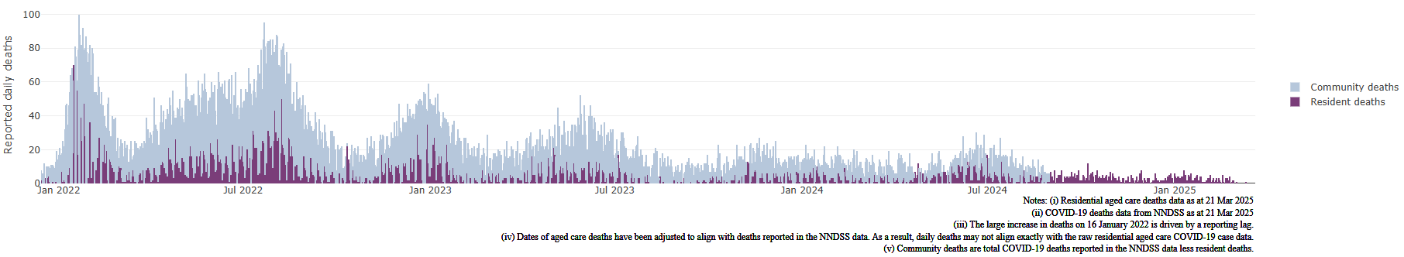 100
80
60
40
20
0
Reported daily deaths
Jan 2022
Jul 2022
Jan 2023
Jul 2023
Jan 2024
Jul 2024
Jan 2025
Community deaths
Resident deaths
Notes: (i) Residential aged care deaths data as at 21 Mar 2025
(ii) COVID-19 deaths data from NNDSS as at 21 Mar 2025
(iii) The large increase in deaths on 16 January 2022 is driven by a reporting lag.
(iv) Dates of aged care deaths have been adjusted to align with deaths reported in the NNDSS data. As a result, daily deaths may not align exactly with the raw residential aged care COVID-19 case data.
(v) Community deaths are total COVID-19 deaths reported in the NNDSS data less resident deaths.